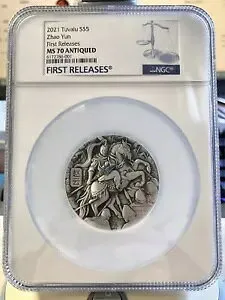 2021 Tuvalu S$5
Zhao Yun
First Releases
MS 70 ANTIQUED
FIRST RELEASES
NGC